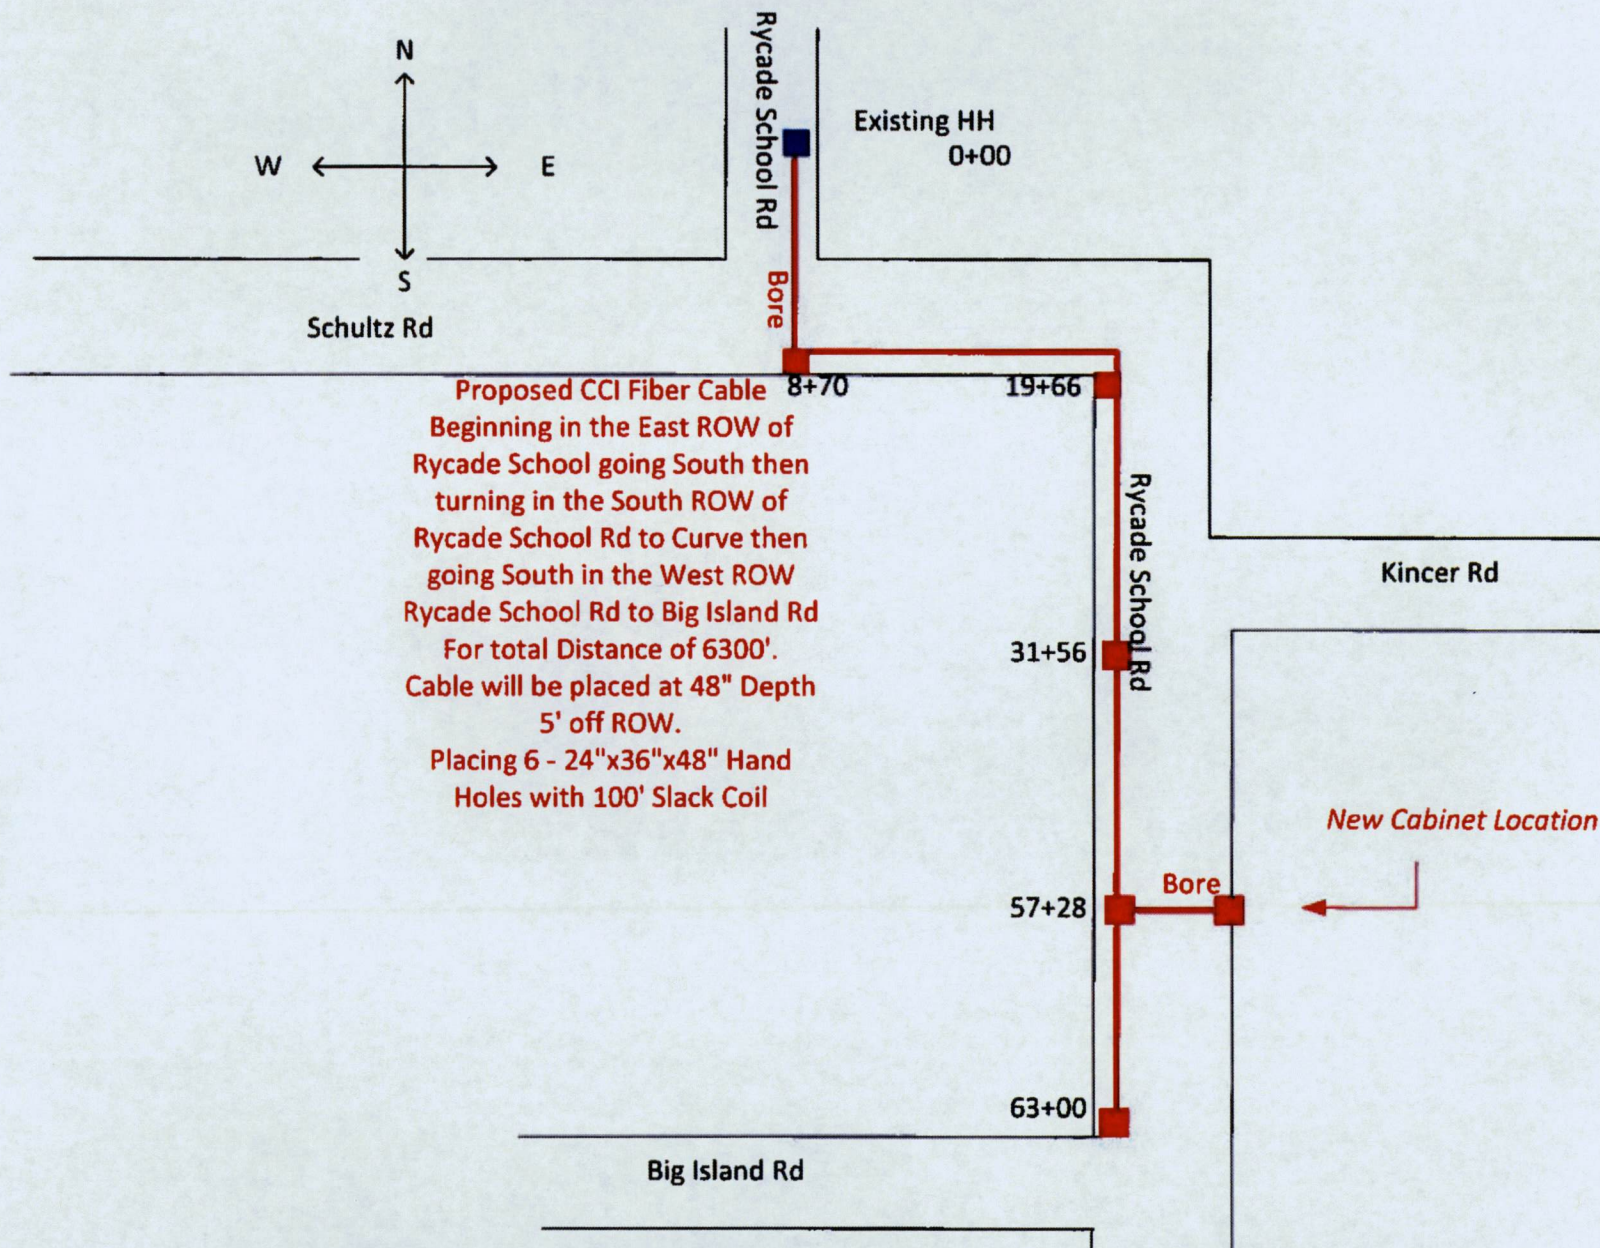 Rycade School Rd
N
Existing HH
0+00
W
E
S
Bore
Schultz Rd
8+70
19+66
Proposed CCI Fiber Cable
Beginning in the East ROW of
Rycade School going South then
turning in the South ROW of
Rycade School Rd to Curve then
going South in the West ROW
Rycade School Rd to Big Island Rd
For total Distance of 6300'.
Cable will be placed at 48" Depth
5' off ROW.
Placing 6 - 24"x36"x48" Hand
Holes with 100' Slack Coil
Rycade School Rd
Kincer Rd
31+56
New Cabinet Location
Bore
57+28
63+00
Big Island Rd